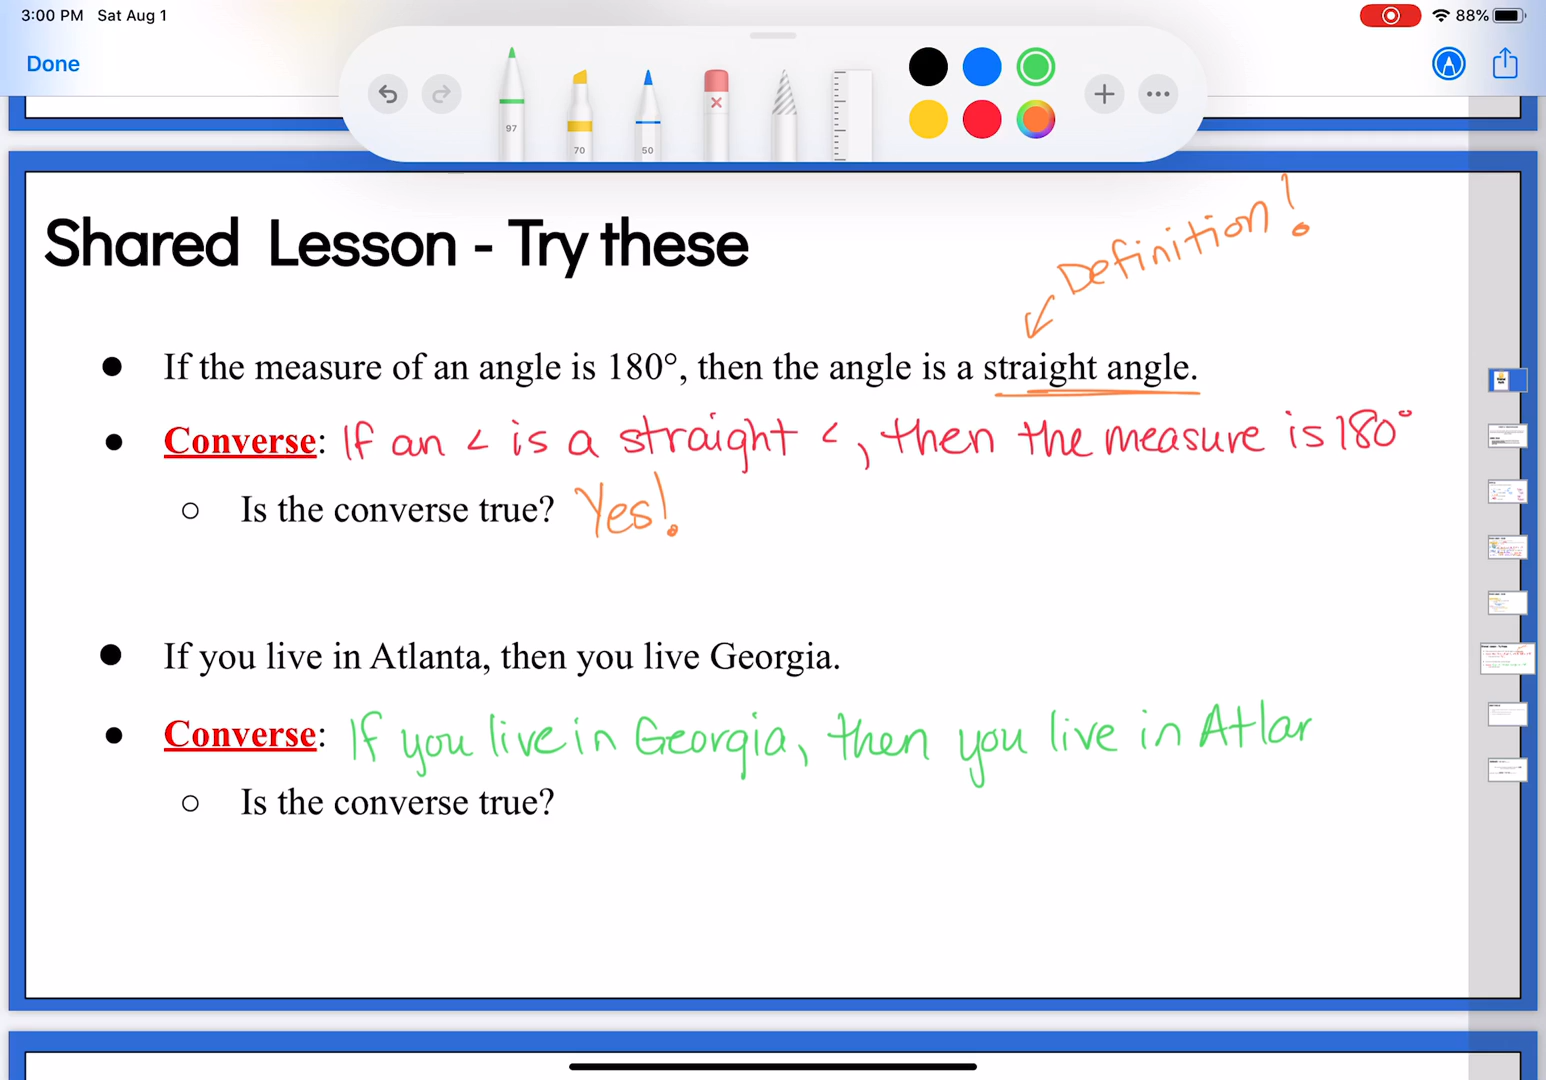 3:00 PM Sat Aug 1
88%
Done
97
70
50
Shared Lesson - Try these
Definition!
If the measure of an angle is 180°, then the angle is a straight angle.
Converse: If an < is a straight <, then the measure is 180°
Is the converse true? Yes!
If you live in Atlanta, then you live Georgia.
Converse: If you live in Georgia, then you live in Atlar
Is the converse true?